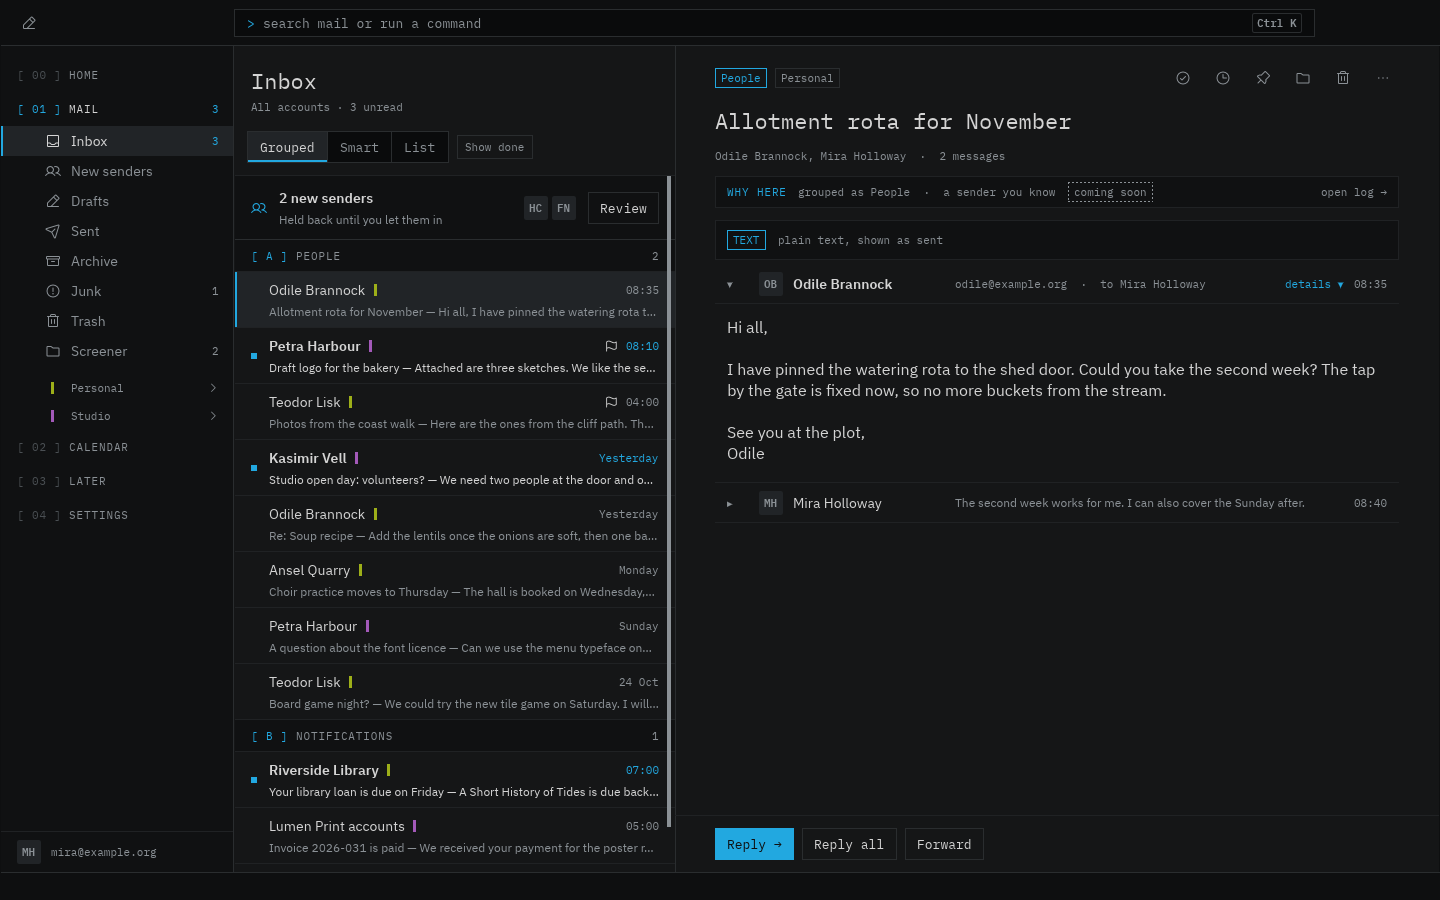 > search mail or run a command
Ctrl K
[ 00 ] HOME
[ 01 ] MAIL 3
Inbox 3
New senders
Drafts
Sent
Archive
Junk 1
Trash
Screener 2
Personal
Studio
[ 02 ] CALENDAR
[ 03 ] LATER
[ 04 ] SETTINGS
MH mira@example.org
Inbox
All accounts · 3 unread
Grouped Smart List Show done
2 new senders
Held back until you let them in
HC FN Review
[ A ] PEOPLE 2
Odile Brannock 08:35
Allotment rota for November — Hi all, I have pinned the watering rota t...
Petra Harbour 08:10
Draft logo for the bakery — Attached are three sketches. We like the se...
Teodor Lisk 04:00
Photos from the coast walk — Here are the ones from the cliff path. Th...
Kasimir Vell Yesterday
Studio open day: volunteers? — We need two people at the door and o...
Odile Brannock Yesterday
Re: Soup recipe — Add the lentils once the onions are soft, then one ba...
Ansel Quarry Monday
Choir practice moves to Thursday — The hall is booked on Wednesday,...
Petra Harbour Sunday
A question about the font licence — Can we use the menu typeface on...
Teodor Lisk 24 Oct
Board game night? — We could try the new tile game on Saturday. I will...
[ B ] NOTIFICATIONS 1
Riverside Library 07:00
Your library loan is due on Friday — A Short History of Tides is due back...
Lumen Print accounts 05:00
Invoice 2026-031 is paid — We received your payment for the poster r...
People Personal
Allotment rota for November
Odile Brannock, Mira Holloway · 2 messages
WHY HERE grouped as People · a sender you know coming soon open log →
TEXT plain text, shown as sent
▾ OB Odile Brannock odile@example.org · to Mira Holloway details ▾ 08:35
Hi all,
I have pinned the watering rota to the shed door. Could you take the second week? The tap
by the gate is fixed now, so no more buckets from the stream.
See you at the plot,
Odile
▸ MH Mira Holloway The second week works for me. I can also cover the Sunday after. 08:40
Reply → Reply all Forward